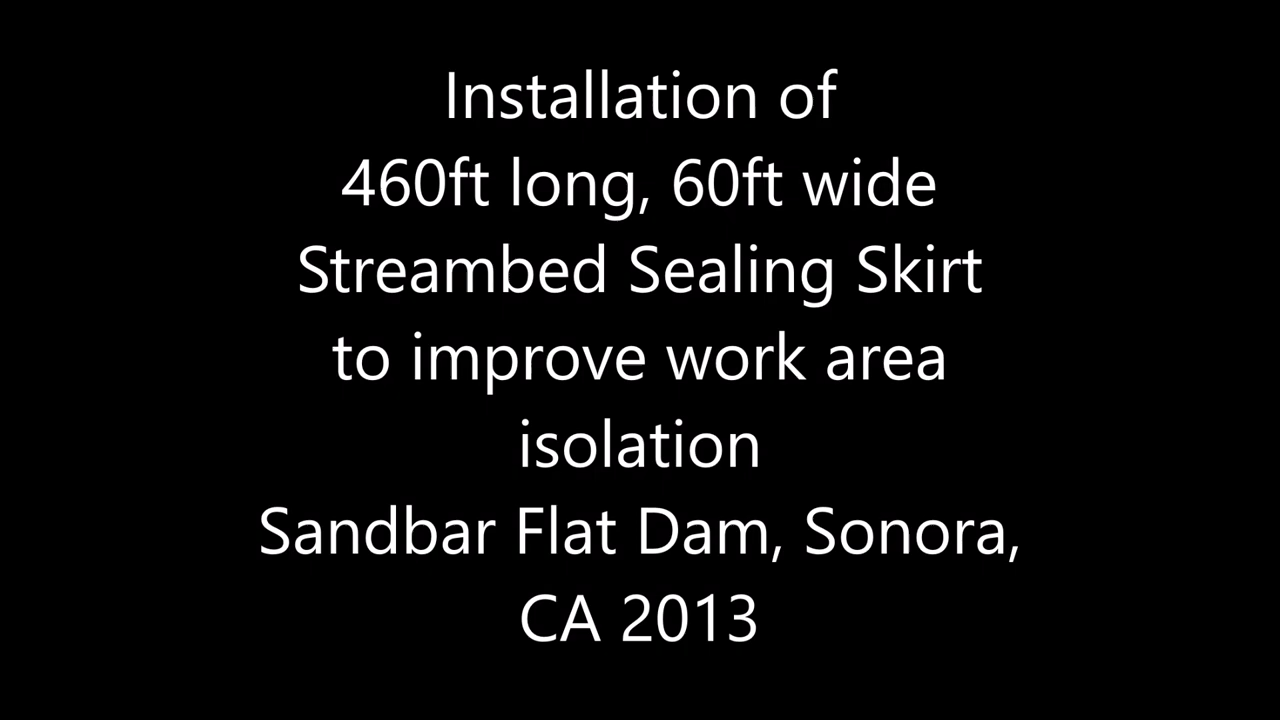 Installation of
460ft long, 60ft wide
Streambed Sealing Skirt
to improve work area
isolation
Sandbar Flat Dam, Sonora,
CA 2013